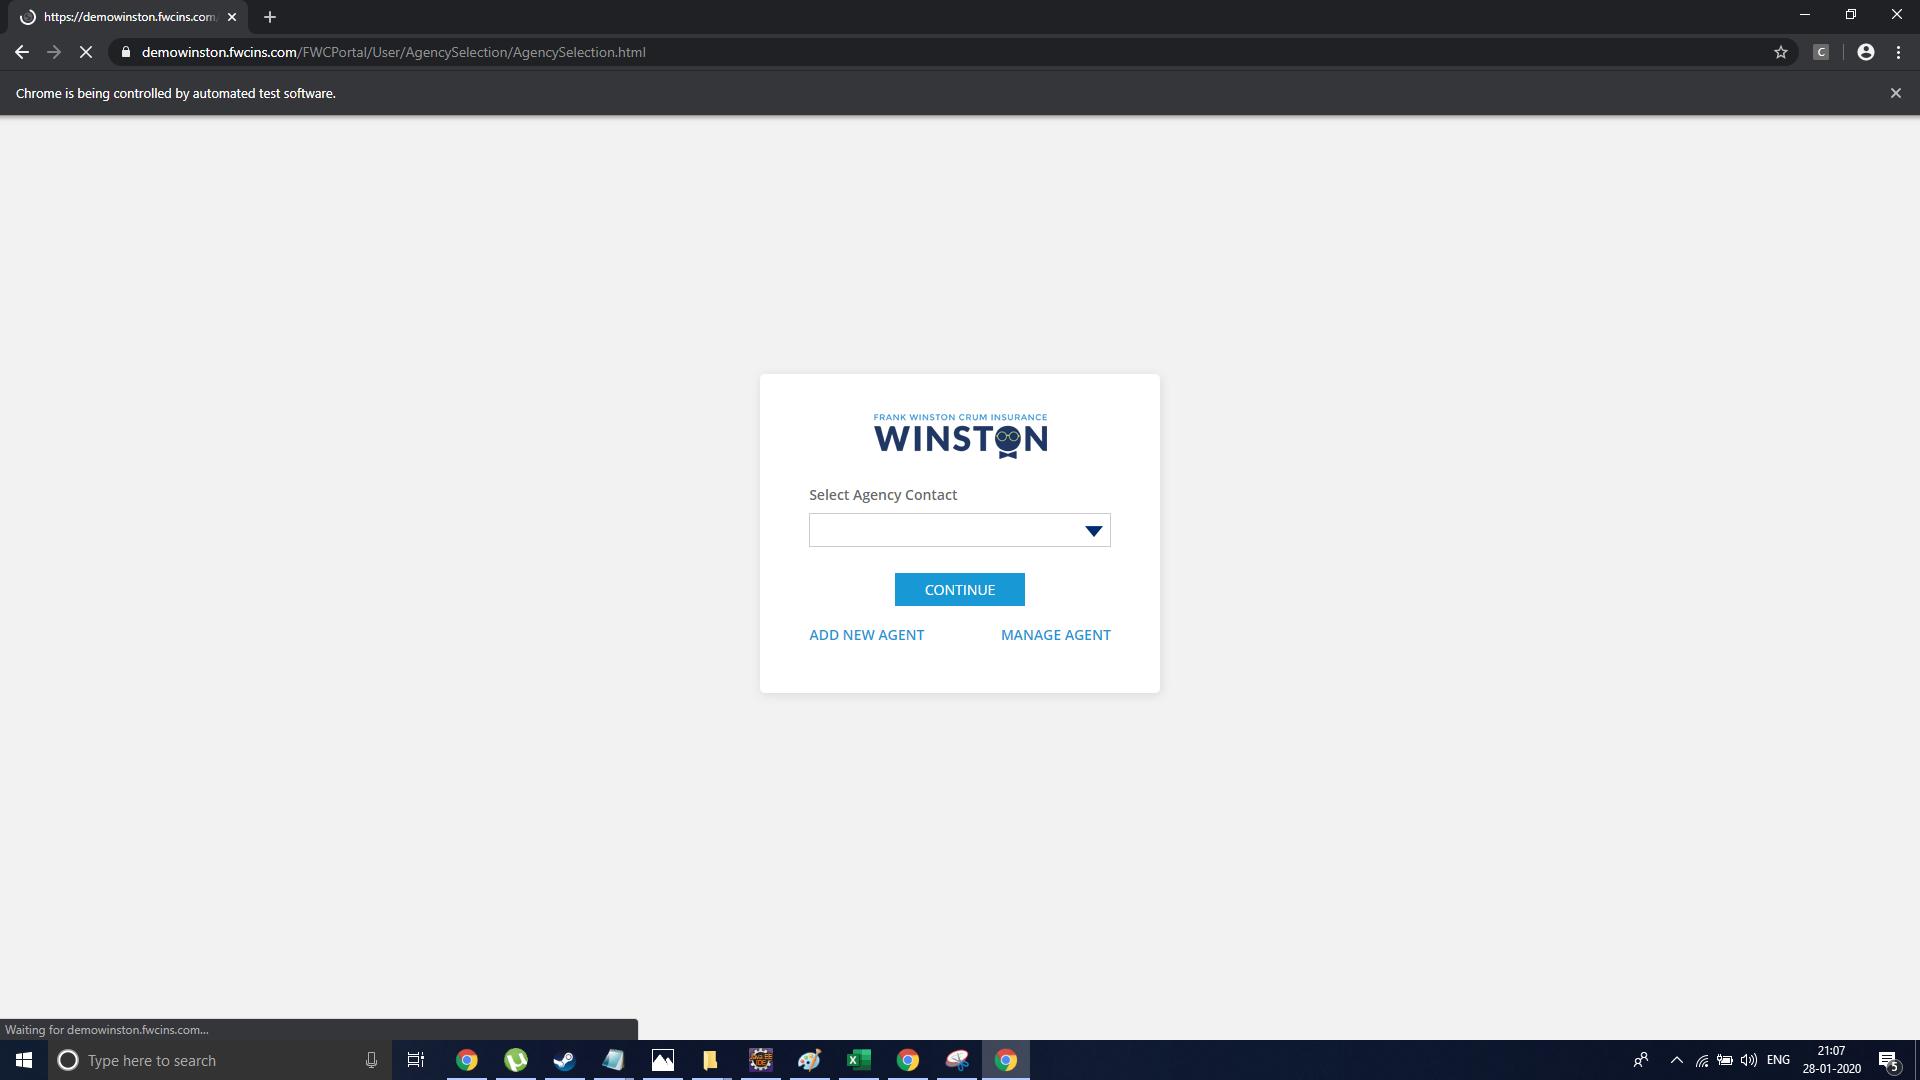 https://demowinston.fwcins.com/
demowinston.fwcins.com/FWCPortal/User/AgencySelection/AgencySelection.html
C
Chrome is being controlled by automated test software.
FRANK WINSTON CRUM INSURANCE
WINSTON
Select Agency Contact
CONTINUE
ADD NEW AGENT
MANAGE AGENT
Waiting for demowinston.fwcins.com...
Type here to search
ENG
21:07
28-01-2020
5